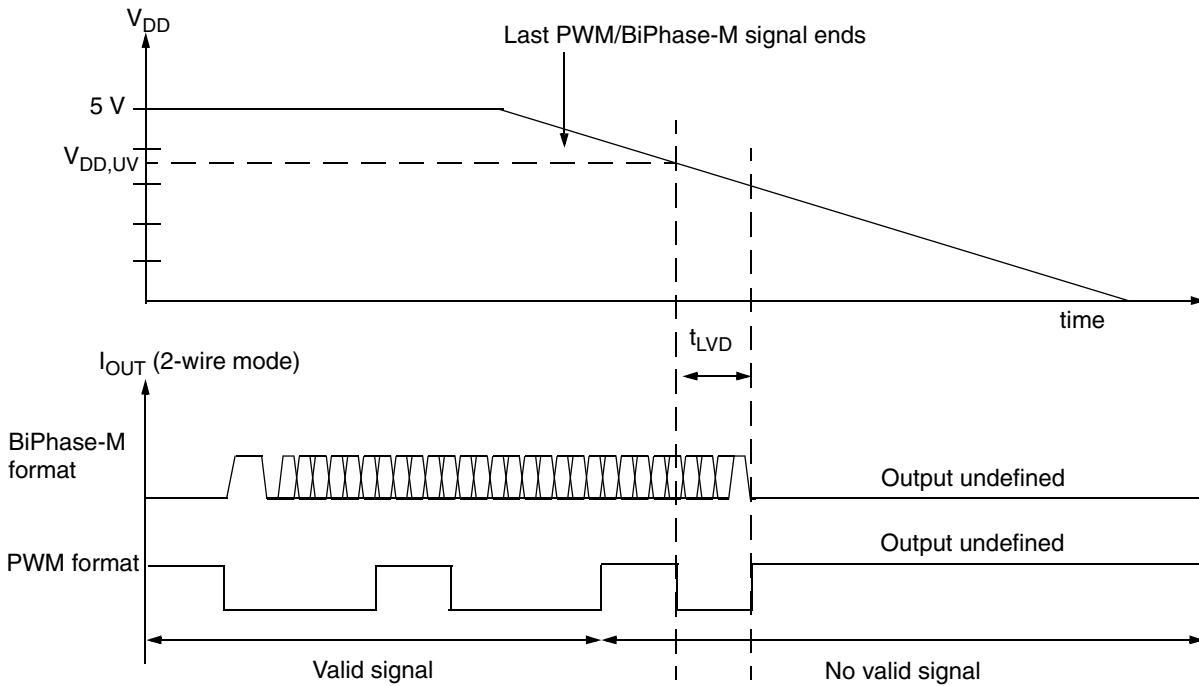 V_DD
Last PWM/BiPhase-M signal ends
5 V
V_DD,UV
time
t_LVD
I_OUT (2-wire mode)
BiPhase-M
format
Output undefined
Output undefined
PWM format
Valid signal
No valid signal